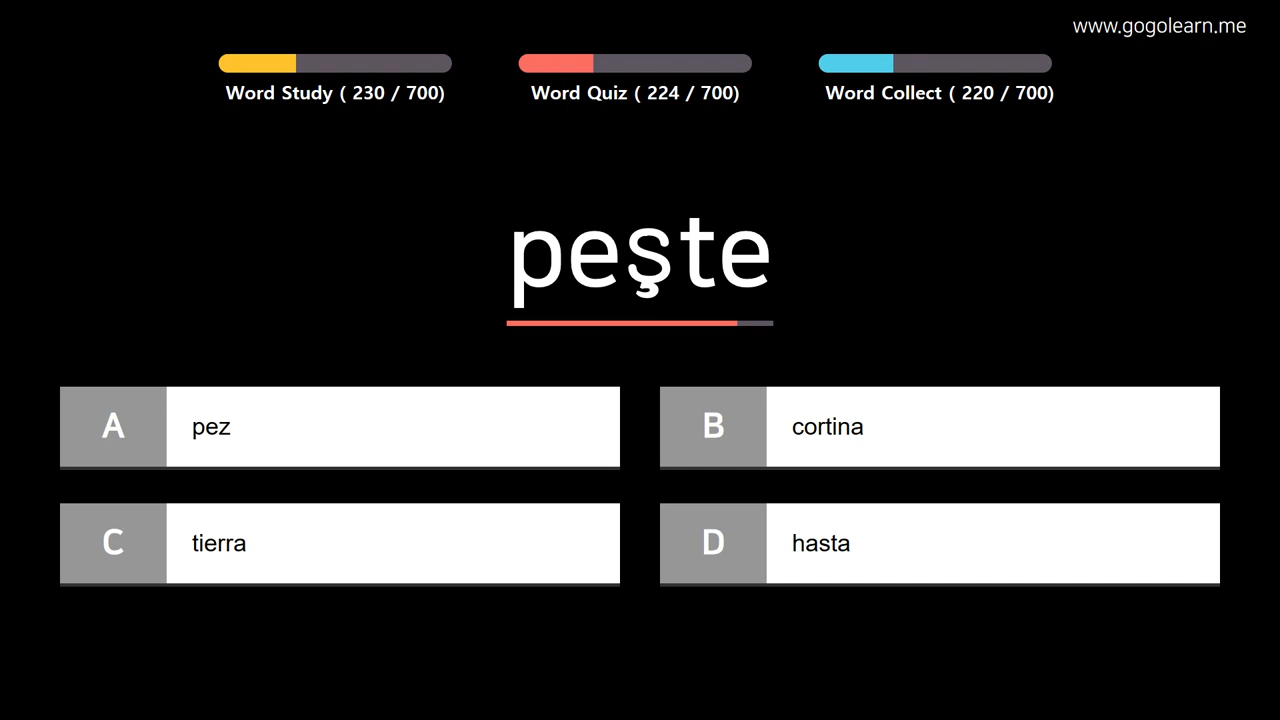 www.gogolearn.me
Word Study ( 230 / 700)
Word Quiz ( 224 / 700)
Word Collect ( 220 / 700)
peşte
A pez
B cortina
C tierra
D hasta